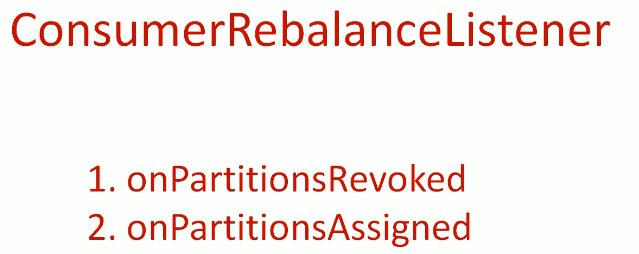 ConsumerRebalanceListener
1. onPartitionsRevoked
2. onPartitionsAssigned